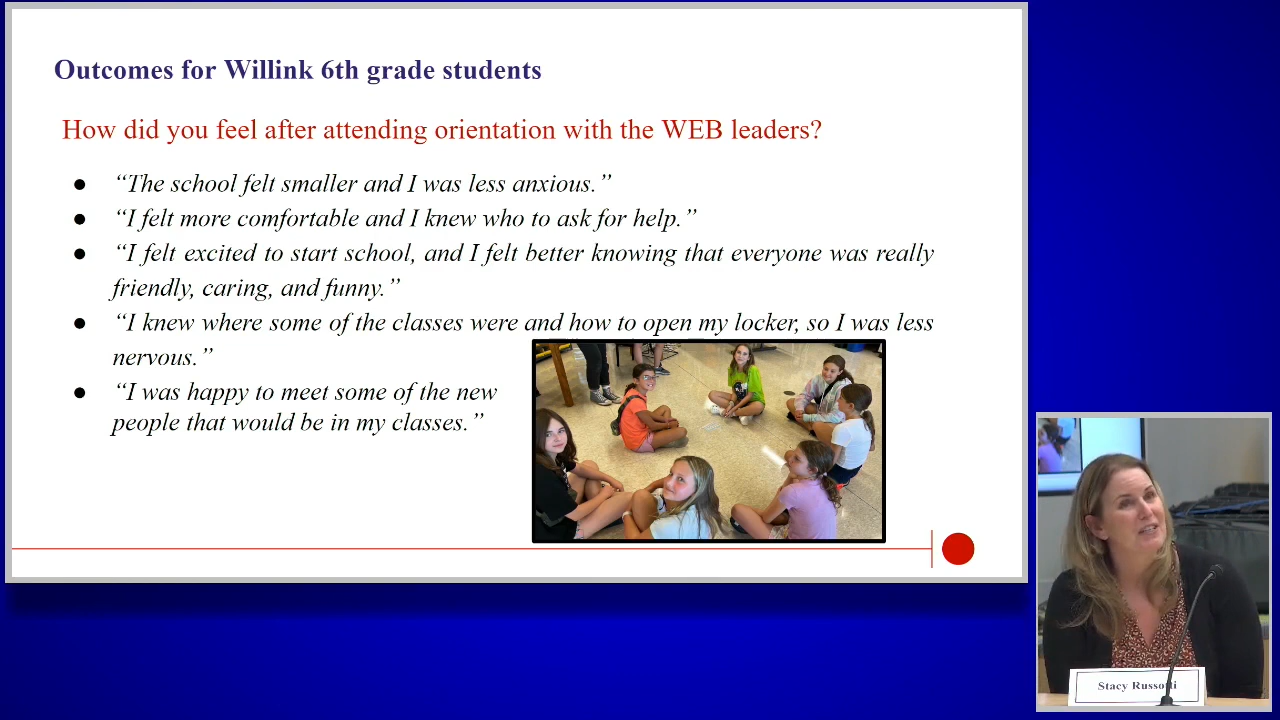 Outcomes for Willink 6th grade students
How did you feel after attending orientation with the WEB leaders?
● “The school felt smaller and I was less anxious.”
● “I felt more comfortable and I knew who to ask for help.”
● “I felt excited to start school, and I felt better knowing that everyone was really
friendly, caring, and funny.”
● “I knew where some of the classes were and how to open my locker, so I was less
nervous.”
● “I was happy to meet some of the new
people that would be in my classes.”
Stacy